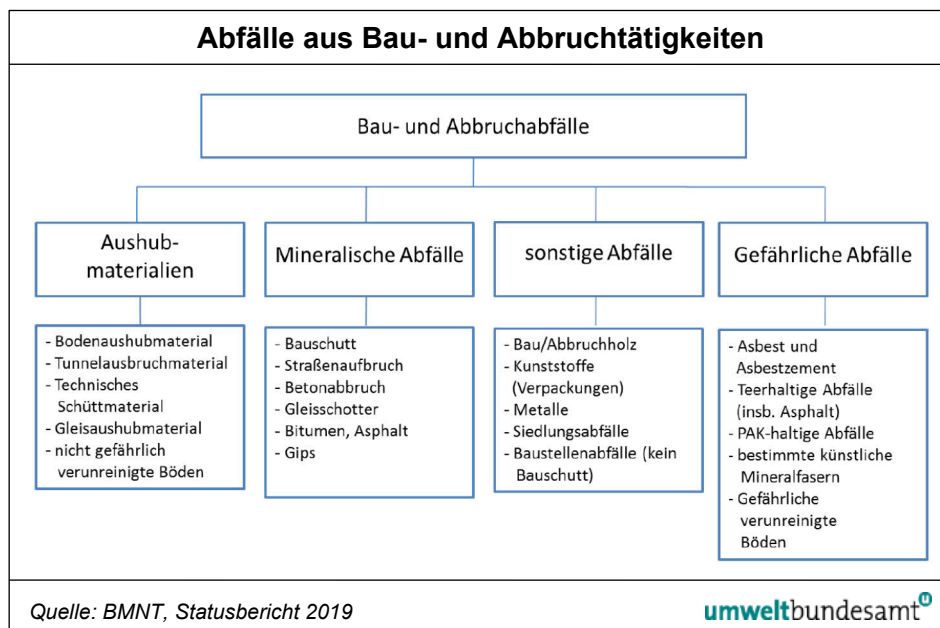 Abfälle aus Bau- und Abbruchtätigkeiten
Bau- und Abbruchabfälle
Aushub-
materialien
Mineralische Abfälle
sonstige Abfälle
Gefährliche Abfälle
- Bodenaushubmaterial
- Tunnelausbruchmaterial
- Technisches
Schüttmaterial
- Gleisaushubmaterial
- nicht gefährlich
verunreinigte Böden
- Bauschutt
- Straßenaufbruch
- Betonabbruch
- Gleisschotter
- Bitumen, Asphalt
- Gips
- Bau/Abbruchholz
- Kunststoffe
(Verpackungen)
- Metalle
- Siedlungsabfälle
- Baustellenabfälle (kein
Bauschutt)
- Asbest und
Asbestzement
- Teerhaltige Abfälle
(insb. Asphalt)
- PAK-haltige Abfälle
- bestimmte künstliche
Mineralfasern
- Gefährliche
verunreinigte
Böden
Quelle: BMNT, Statusbericht 2019
umweltbundesamt u